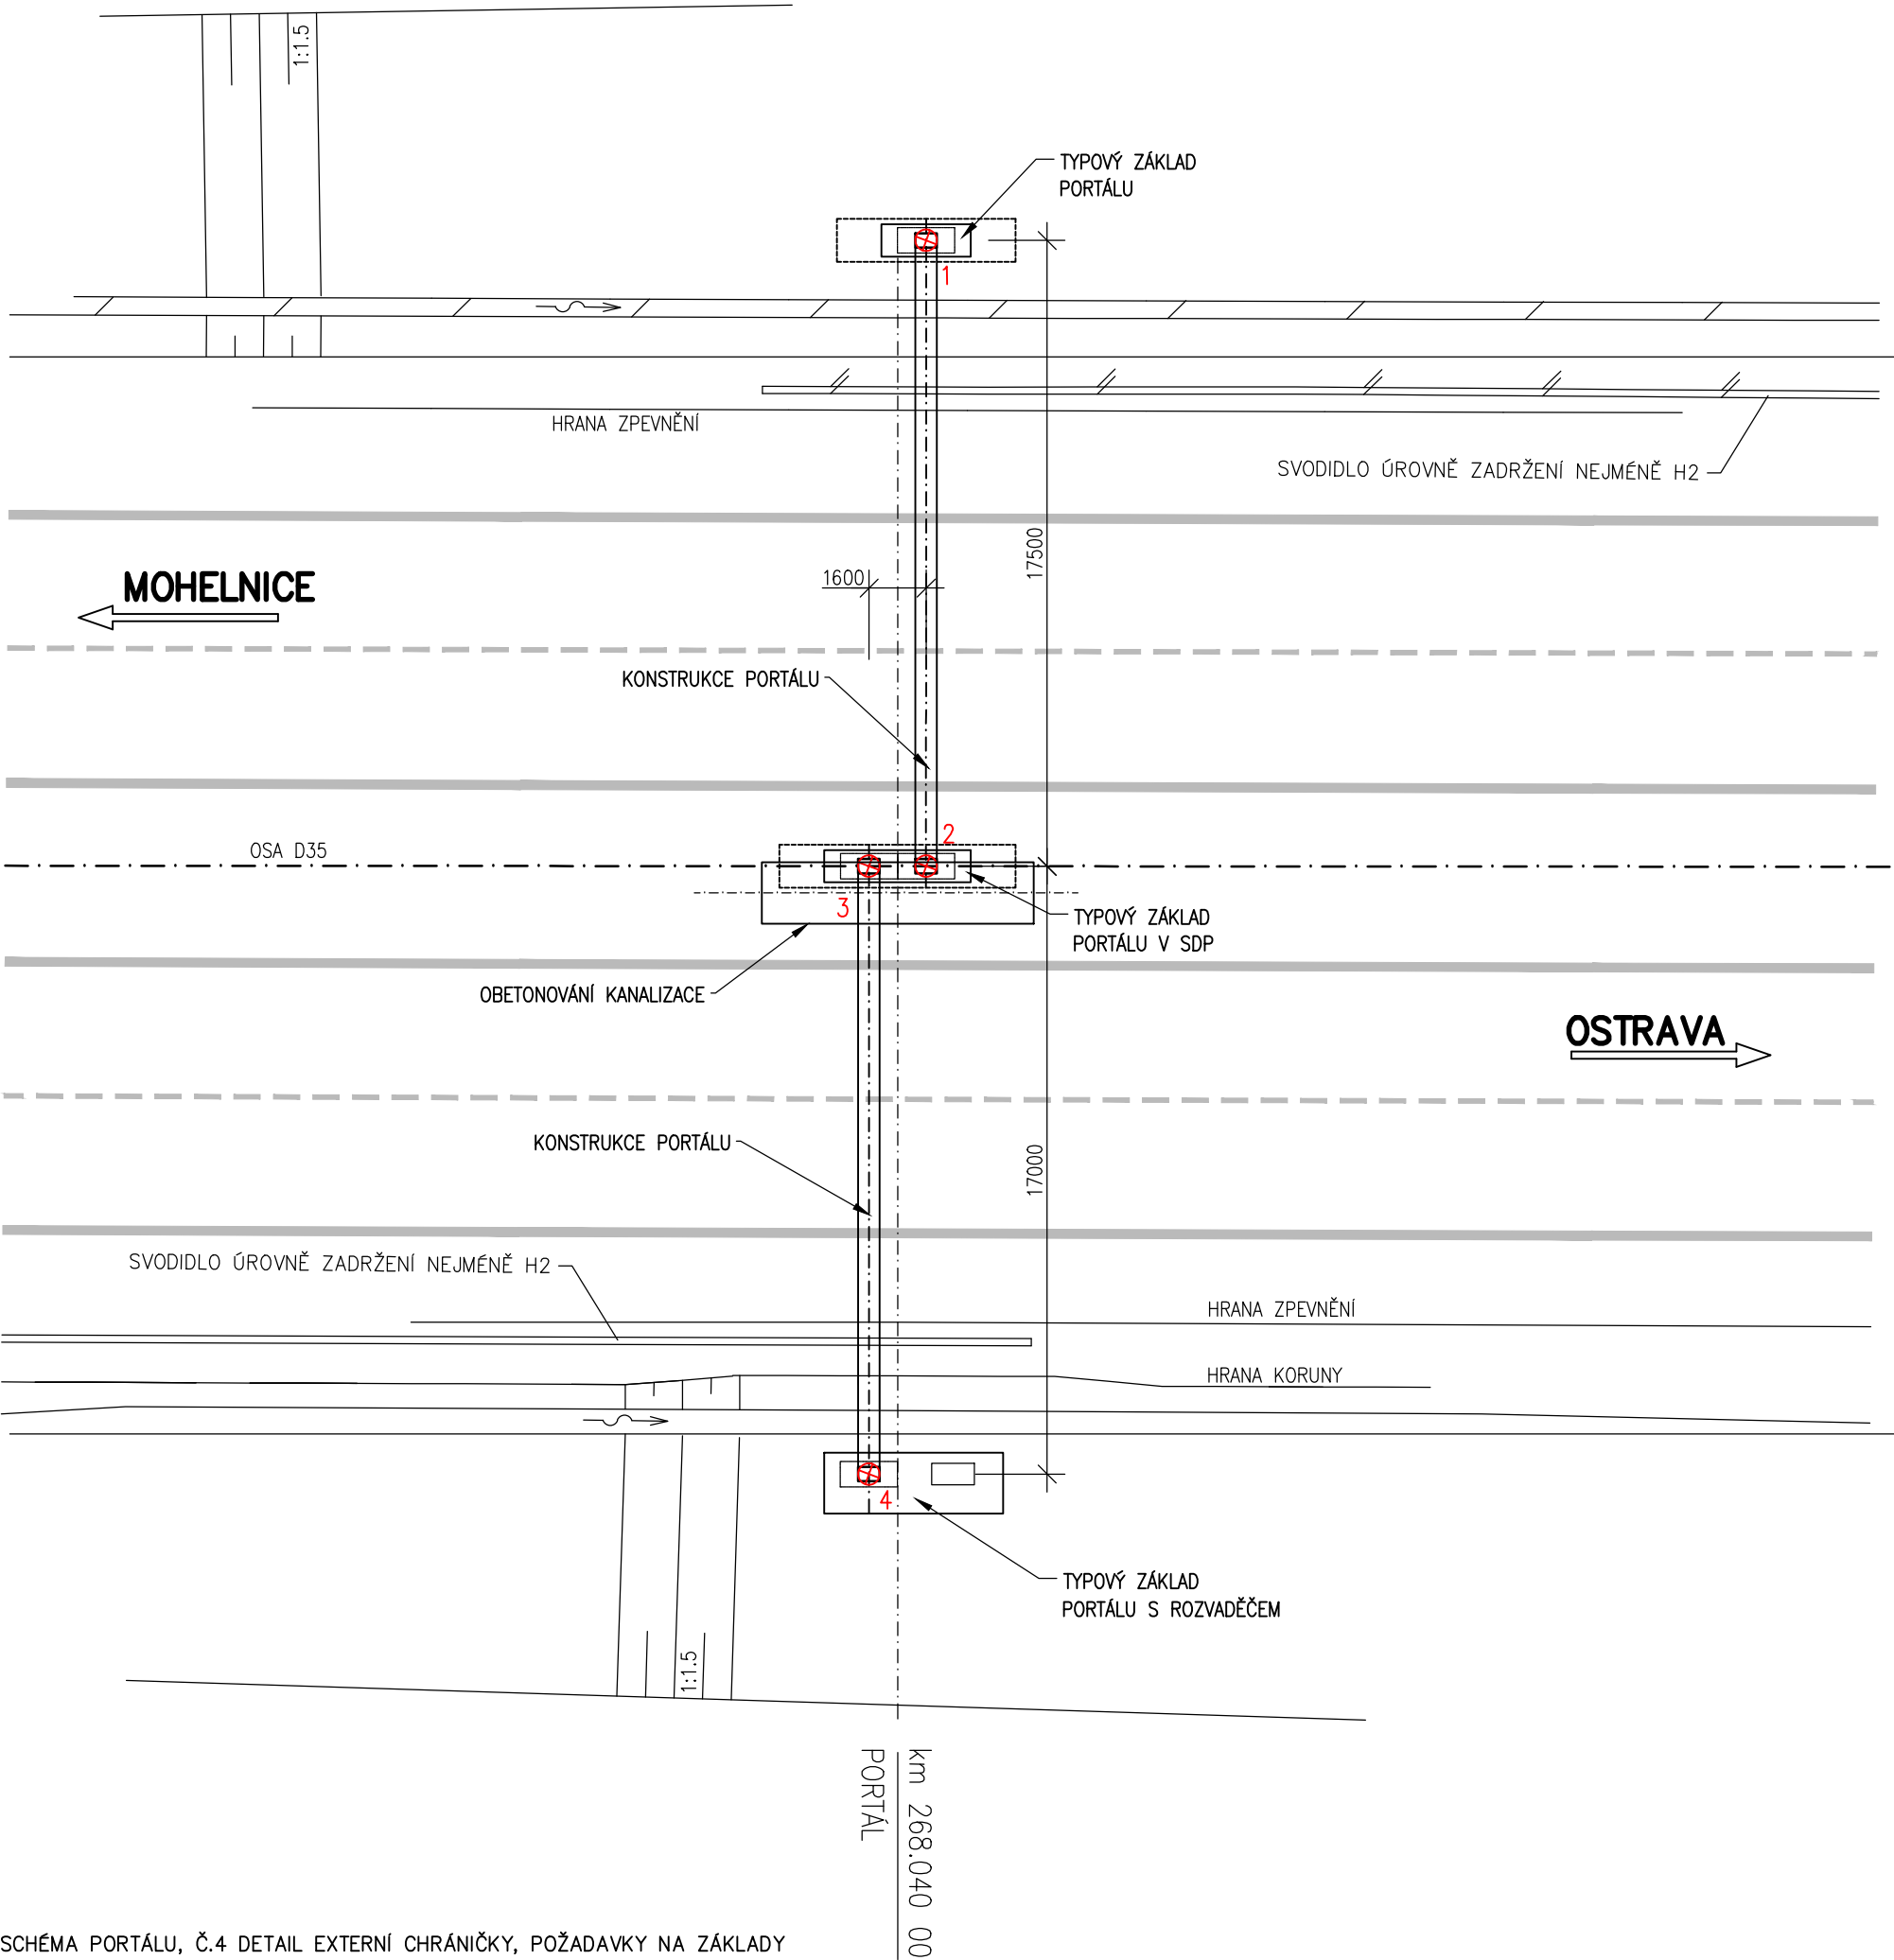 1:1.5
TYPOVÝ ZÁKLAD
PORTÁLU
1
HRANA ZPEVNĚNÍ
SVODIDLO ÚROVNĚ ZADRŽENÍ NEJMÉNĚ H2
17500
MOHELNICE
1600
KONSTRUKCE PORTÁLU
2
OSA D35
3
TYPOVÝ ZÁKLAD
PORTÁLU V SDP
OBETONOVÁNÍ KANALIZACE
OSTRAVA
KONSTRUKCE PORTÁLU
17000
SVODIDLO ÚROVNĚ ZADRŽENÍ NEJMÉNĚ H2
HRANA ZPEVNĚNÍ
HRANA KORUNY
4
TYPOVÝ ZÁKLAD
PORTÁLU S ROZVADĚČEM
1:1.5
km 268.040 00
PORTÁL
SCHÉMA PORTÁLU, Č.4 DETAIL EXTERNÍ CHRÁNIČKY, POŽADAVKY NA ZÁKLADY